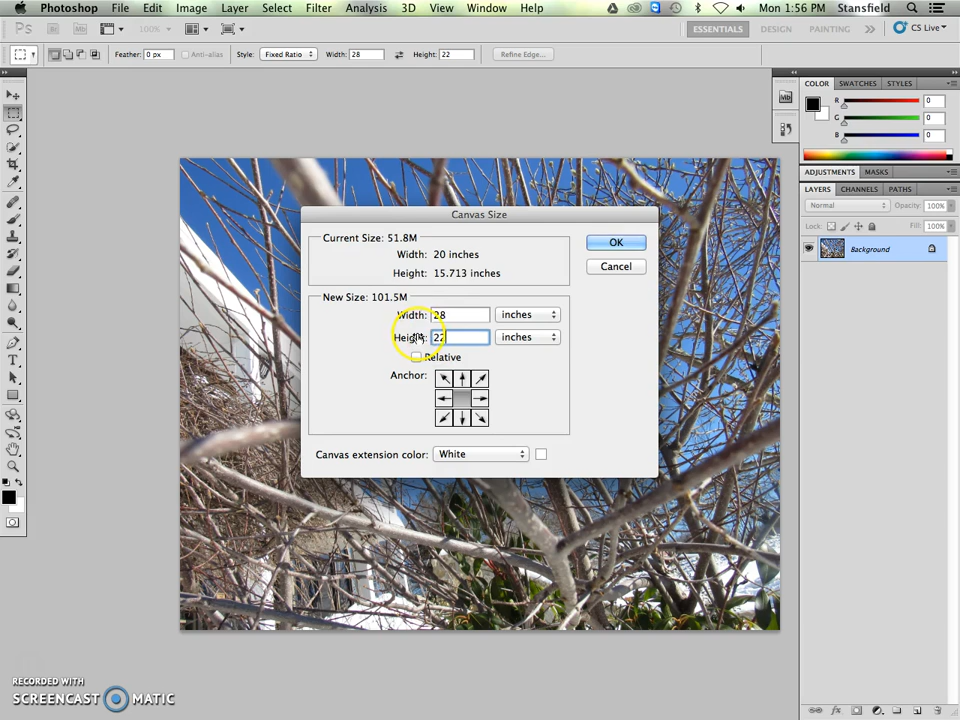 Photoshop File Edit Image Layer Select Filter Analysis 3D View Window Help Mon 1:56 PM Stansfield
Ps Mb 100% ESSENTIALS DESIGN PAINTING CS Live
Feather: 0 px Anti-alias Style: Fixed Ratio Width: 28 Height: 22 Refine Edge...
COLOR SWATCHES STYLES
Mb
R 0
G 0
B 0
ADJUSTMENTS MASKS
LAYERS CHANNELS PATHS
Normal Opacity: 100%
Lock: Fill: 100%
Background
Canvas Size
Current Size: 51.8M
Width: 20 inches
Height: 15.713 inches
OK
Cancel
New Size: 101.5M
Width: 28 inches
Height: 22 inches
Relative
Anchor:
Canvas extension color: White
RECORDED WITH
SCREENCAST MATIC